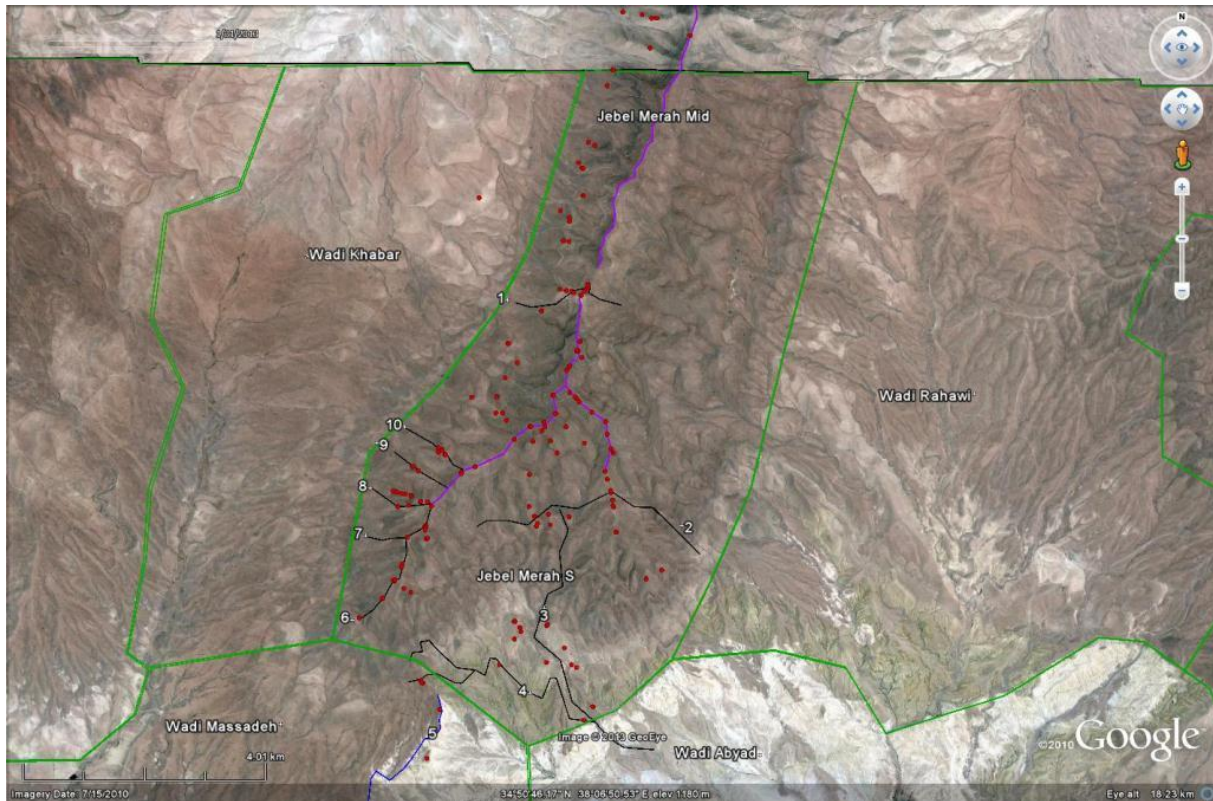 N
Jebel Merah Mid
Wadi Khabar
1
Wadi Rahawi
10
9
8
2
7
Jebel Merah S
3
6
4
Wadi Massadeh
5
Image © 2013 GeoEye
©2010 Google
Wadi Abyad
4.01 km
Imagery Date: 7/15/2010 34°50'46.17" N 38°06'50.53" E elev 1180 m Eye alt 18.23 km